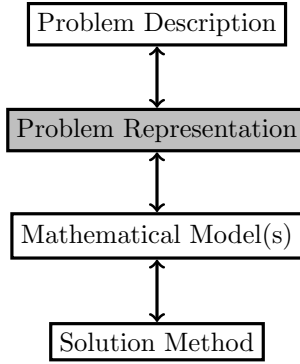 Problem Description
Problem Representation
Mathematical Model(s)
Solution Method